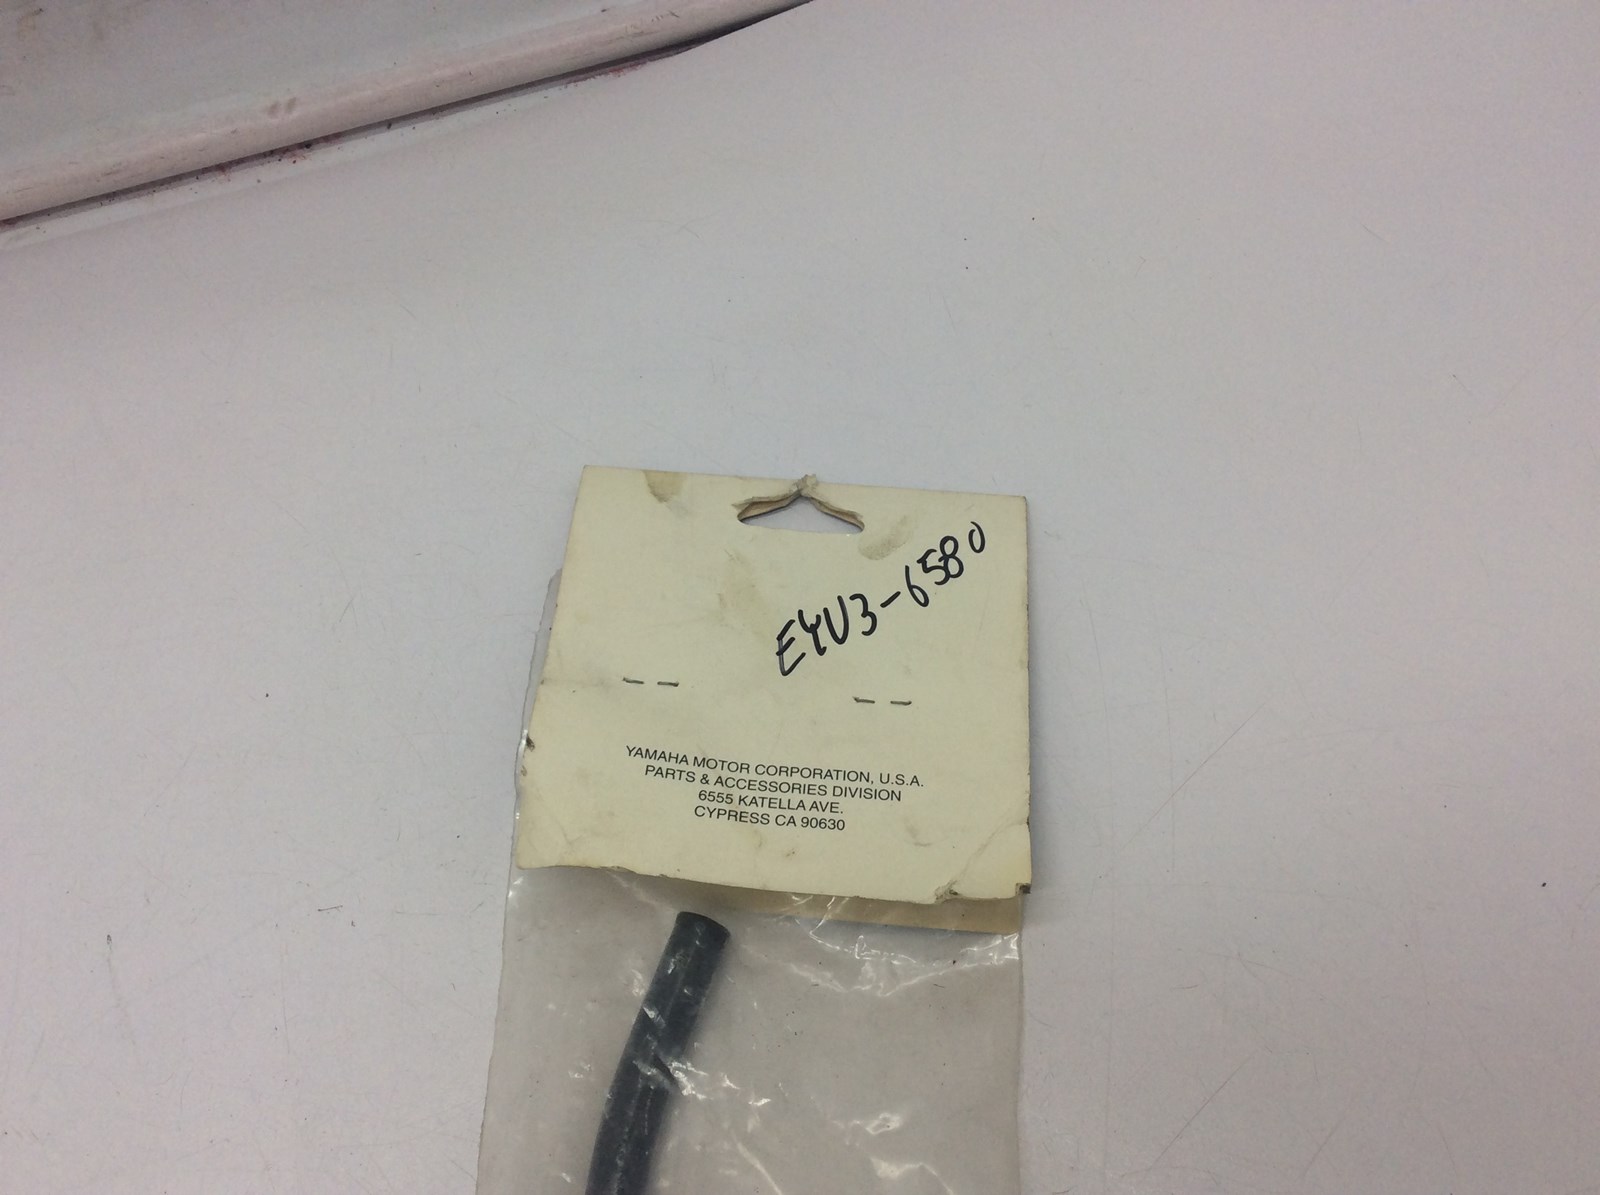 E4U3-6580
YAMAHA MOTOR CORPORATION, U.S.A.
PARTS & ACCESSORIES DIVISION
6555 KATELLA AVE.
CYPRESS CA 90630